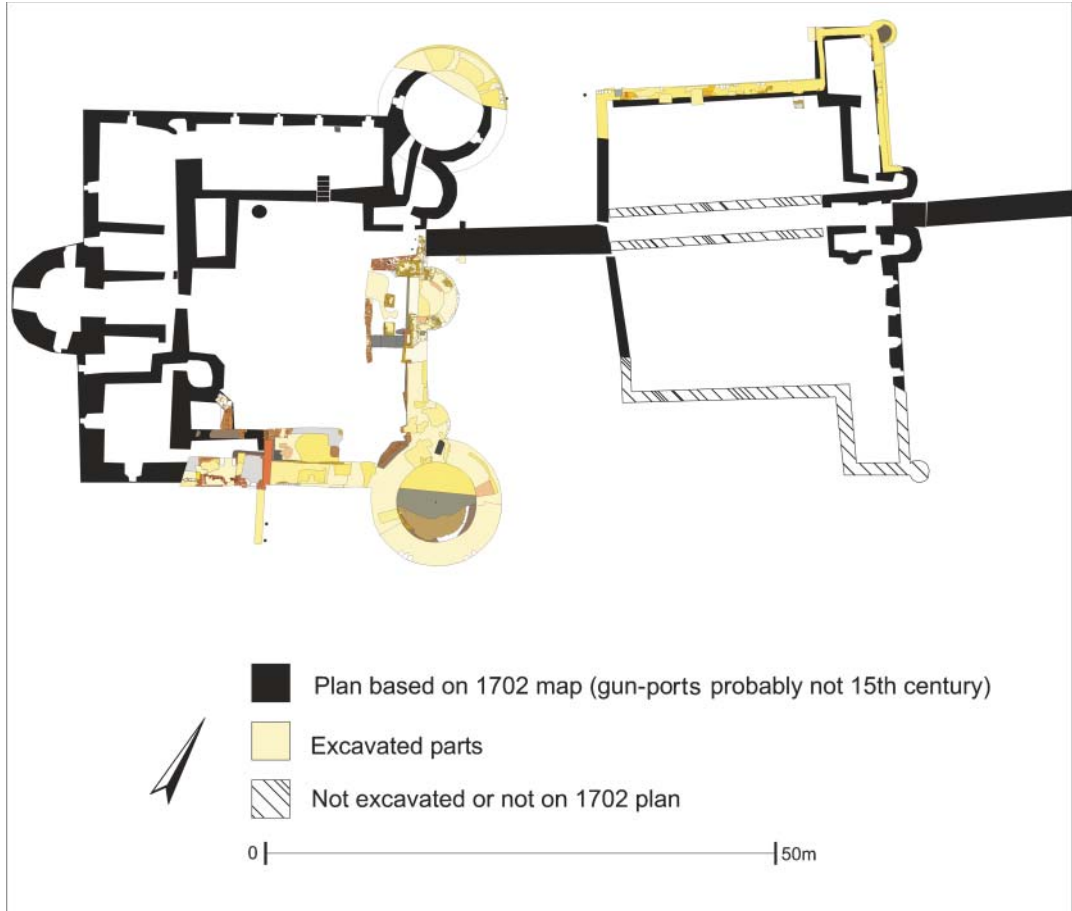 Plan based on 1702 map (gun-ports probably not 15th century)
Excavated parts
Not excavated or not on 1702 plan
0 50m